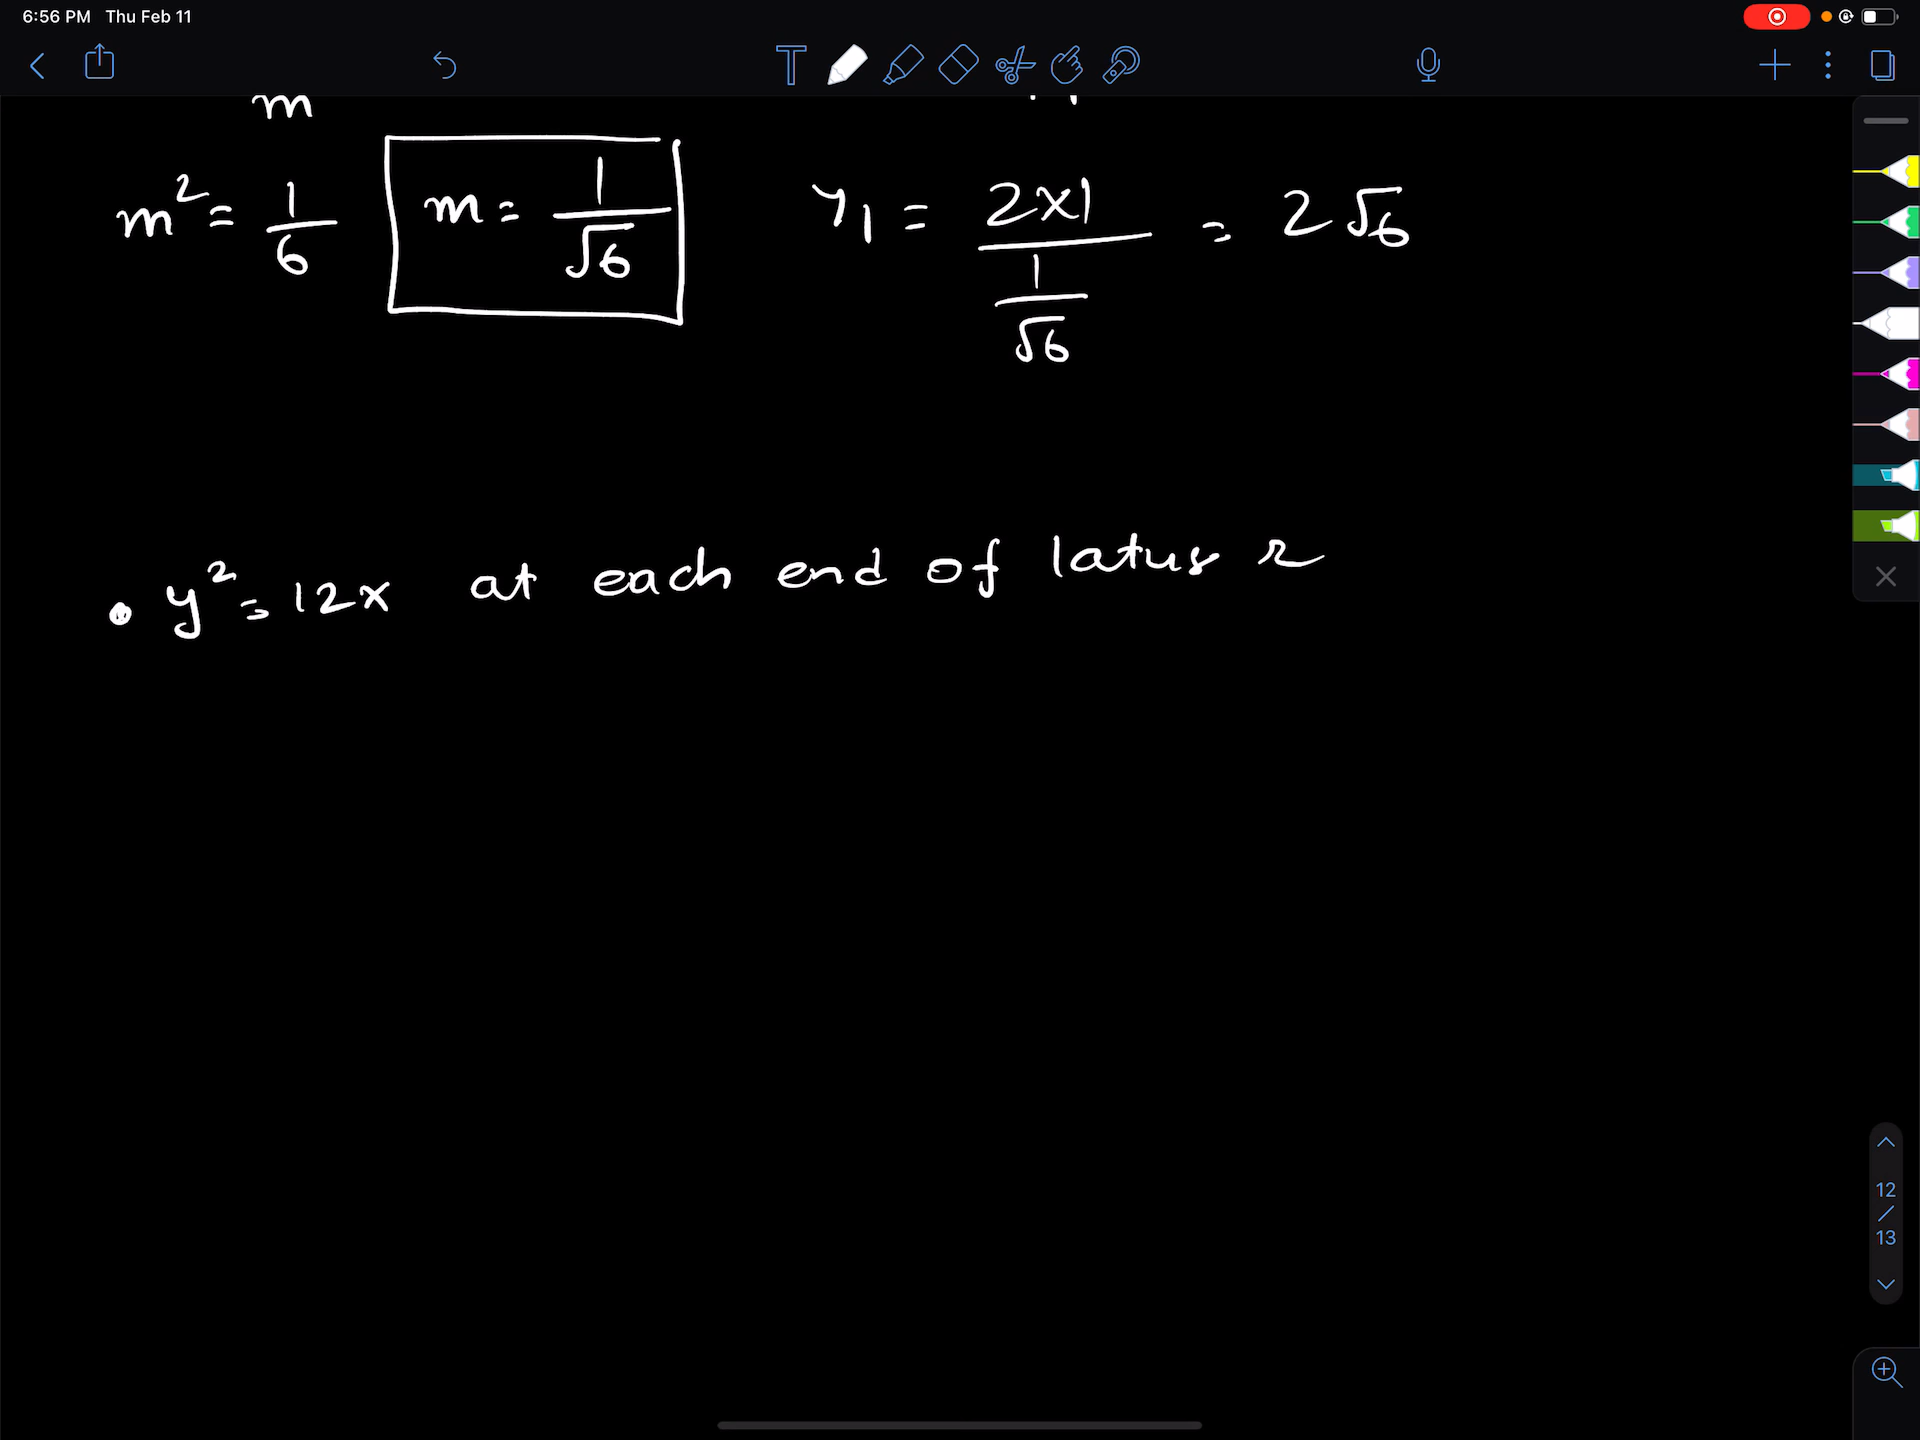 6:56 PM Thu Feb 11
m
m² = 1/6 m = 1/√6 y₁ = 2×1/(1/√6) = 2√6
• y² = 12x at each end of latus r
12
/
13